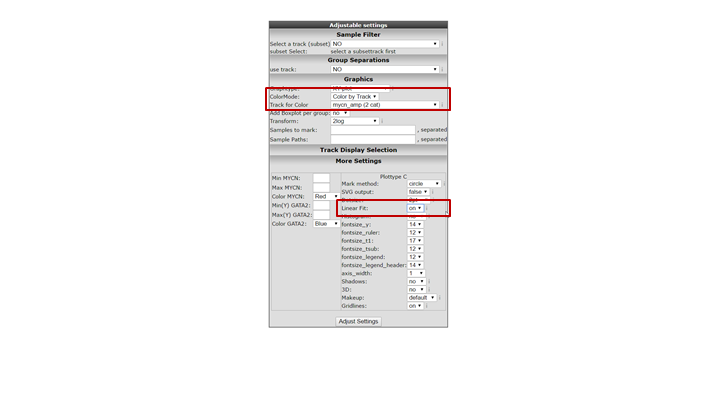 Adjustable settings
Sample Filter
Select a track (subset) NO
subset Select: select a subsettrack first
Group Separations
use track: NO
Graphics
ColorMode: Color by Track
Track for Color mycn_amp (2 cat)
Add Boxplot per group: no
Transform: 2log
Samples to mark: , separated
Sample Paths: , separated
Track Display Selection
More Settings
Min MYCN:
Max MYCN:
Color MYCN: Red
Min(Y) GATA2:
Max(Y) GATA2:
Color GATA2: Blue
Plottype C
Mark method: circle
SVG output: false
Linear Fit: on
fontsize_y: 14
fontsize_ruler: 12
fontsize_t1: 17
fontsize_tsub: 12
fontsize_legend: 12
fontsize_legend_header: 14
axis_width: 1
Shadows: no
3D: no
Makeup: default
Gridlines: on
Adjust Settings